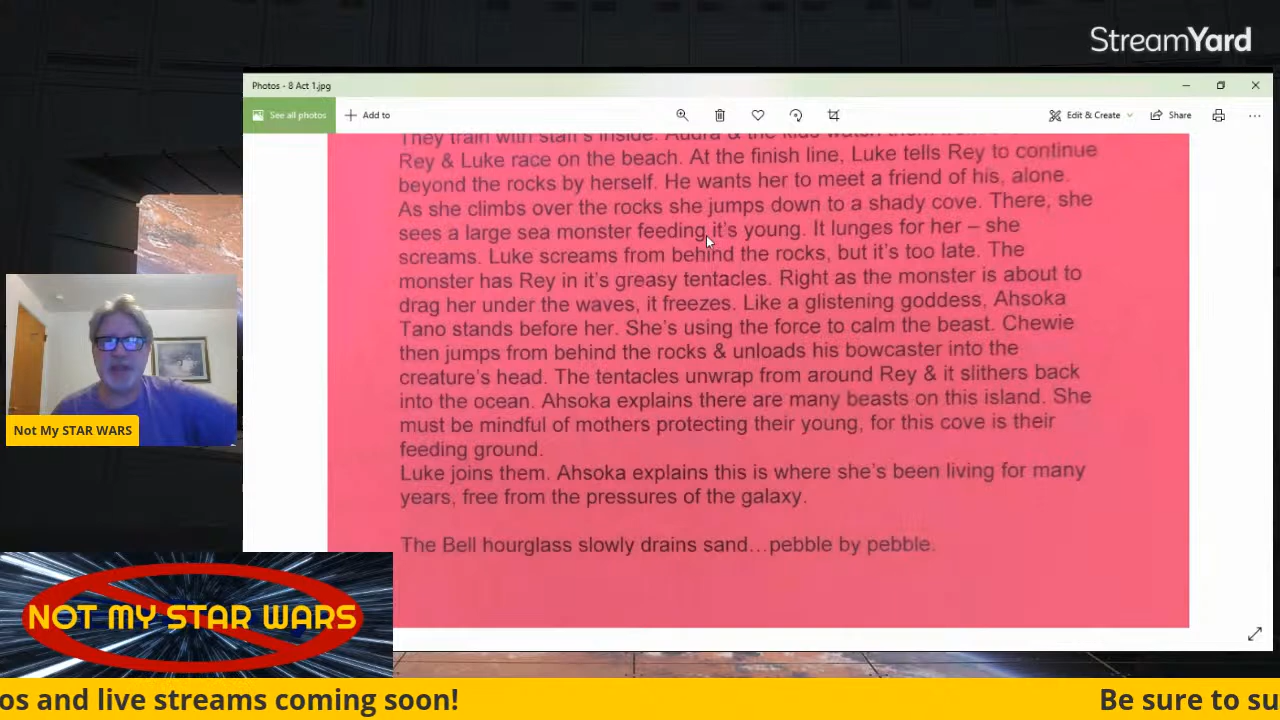 StreamYard
Photos - 8 Act 1.jpg
See all photos
Add to
Edit & Create
Share
They train with staff's inside. & the kids watch them
Rey & Luke race on the beach. At the finish line, Luke tells Rey to continue
beyond the rocks by herself. He wants her to meet a friend of his, alone.
As she climbs over the rocks she jumps down to a shady cove. There, she
sees a large sea monster feeding it's young. It lunges for her – she
screams. Luke screams from behind the rocks, but it's too late. The
monster has Rey in it's greasy tentacles. Right as the monster is about to
drag her under the waves, it freezes. Like a glistening goddess, Ahsoka
Tano stands before her. She's using the force to calm the beast. Chewie
then jumps from behind the rocks & unloads his bowcaster into the
creature's head. The tentacles unwrap from around Rey & it slithers back
into the ocean. Ahsoka explains there are many beasts on this island. She
must be mindful of mothers protecting their young, for this cove is their
feeding ground.
Luke joins them. Ahsoka explains this is where she's been living for many
years, free from the pressures of the galaxy.
The Bell hourglass slowly drains sand…pebble by pebble.
Not My STAR WARS
NOT MY STAR WARS
os and live streams coming soon!
Be sure to su